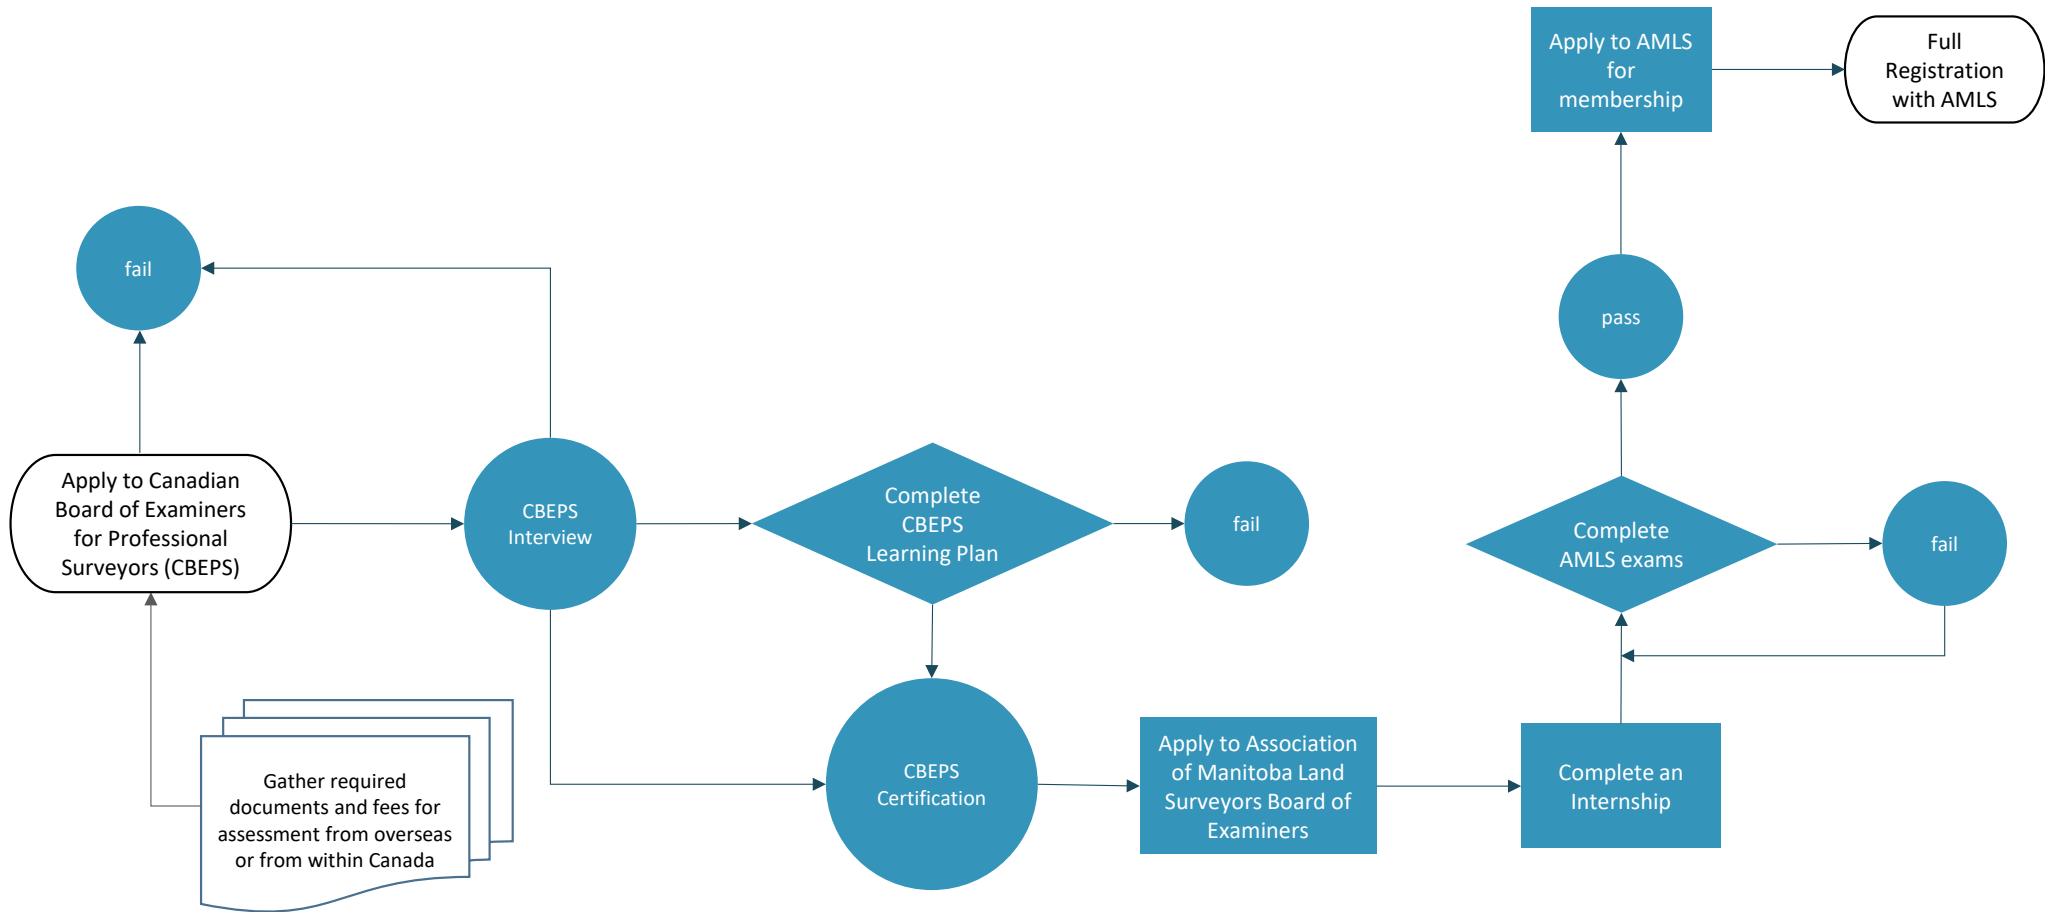 Apply to AMLS
for
membership
Full
Registration
with AMLS
fail
pass
Apply to Canadian
Board of Examiners
for Professional
Surveyors (CBEPS)
CBEPS
Interview
Complete
CBEPS
Learning Plan
fail
Complete
AMLS exams
fail
Gather required
documents and fees for
assessment from overseas
or from within Canada
CBEPS
Certification
Apply to Association
of Manitoba Land
Surveyors Board of
Examiners
Complete an
Internship